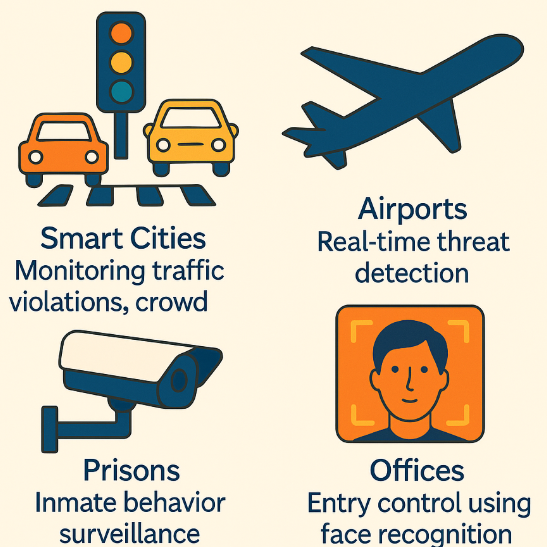 Smart Cities
Monitoring traffic
violations, crowd
Airports
Real-time threat
detection
Prisons
Inmate behavior
surveillance
Offices
Entry control using
face recognition